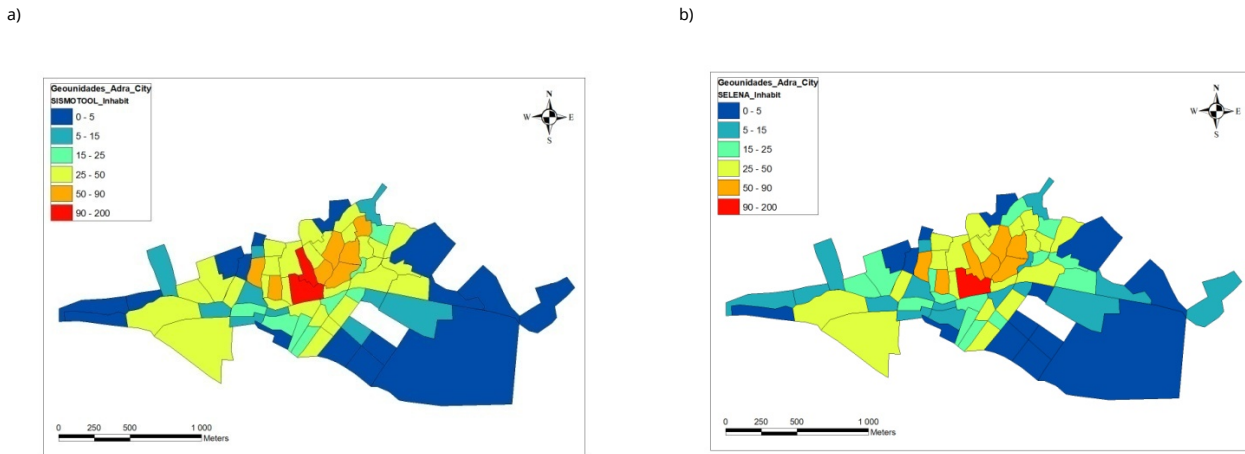 a)
b)
Geounidades_Adra_City
SISMOTOOL_Inhabit
0 - 5
5 - 15
15 - 25
25 - 50
50 - 90
90 - 200
N
W E
S
0 250 500 1 000
Meters
Geounidades_Adra_City
SELENA_Inhabit
0 - 5
5 - 15
15 - 25
25 - 50
50 - 90
90 - 200
N
W E
S
0 250 500 1 000
Meters